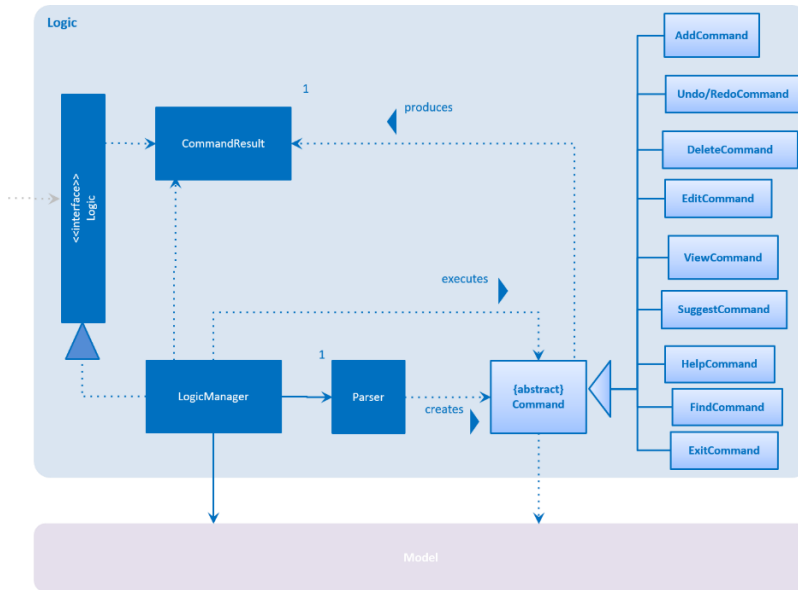 Logic
AddCommand
1
Undo/RedoCommand
produces
CommandResult
DeleteCommand
<<interface>>
Logic
EditCommand
ViewCommand
executes
SuggestCommand
1
HelpCommand
LogicManager
Parser
{abstract}
Command
creates
FindCommand
ExitCommand
Model